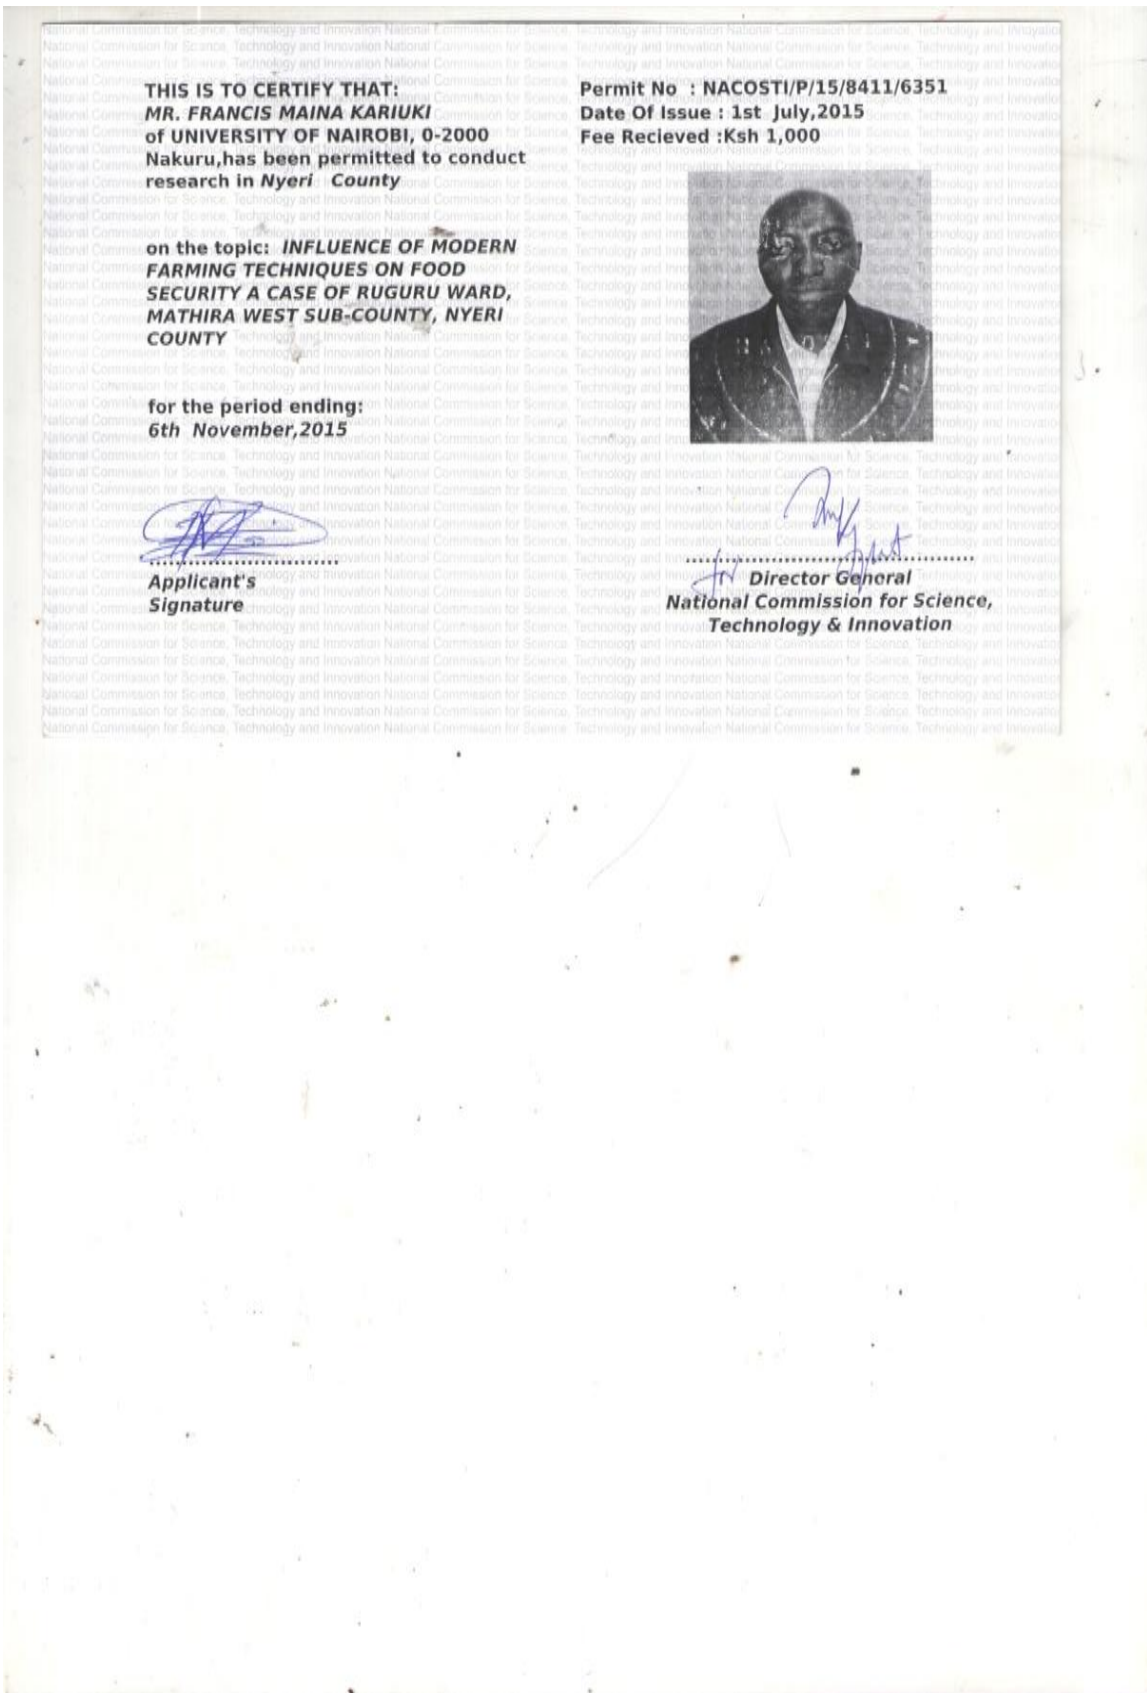 THIS IS TO CERTIFY THAT:
MR. FRANCIS MAINA KARIUKI
of UNIVERSITY OF NAIROBI, 0-2000
Nakuru,has been permitted to conduct
research in Nyeri County
on the topic: INFLUENCE OF MODERN
FARMING TECHNIQUES ON FOOD
SECURITY A CASE OF RUGURU WARD,
MATHIRA WEST SUB-COUNTY, NYERI
COUNTY
for the period ending:
6th November,2015
Applicant's
Signature
Permit No : NACOSTI/P/15/8411/6351
Date Of Issue : 1st July,2015
Fee Recieved :Ksh 1,000
for Director General
National Commission for Science,
Technology & Innovation